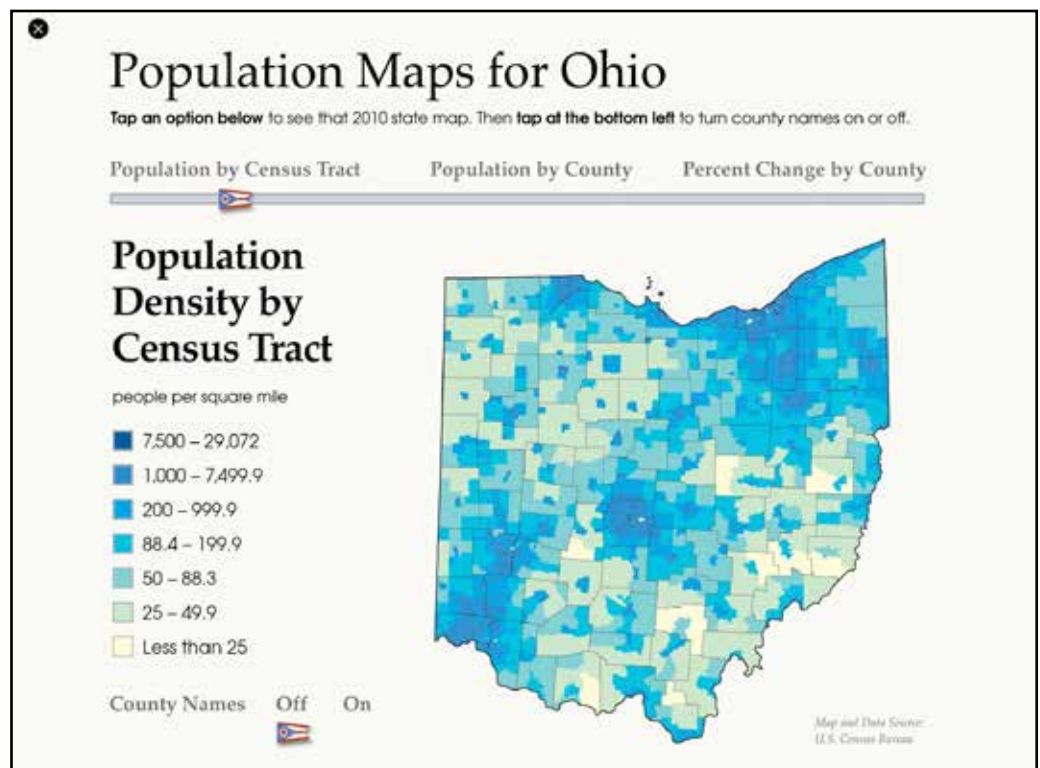 Population Maps for Ohio
Tap an option below to see that 2010 state map. Then tap at the bottom left to turn county names on or off.
Population by Census Tract Population by County Percent Change by County
Population
Density by
Census Tract
people per square mile
7,500 – 29,072
1,000 – 7,499.9
200 – 999.9
88.4 – 199.9
50 – 88.3
25 – 49.9
Less than 25
County Names Off On
Map and Data Source:
U.S. Census Bureau